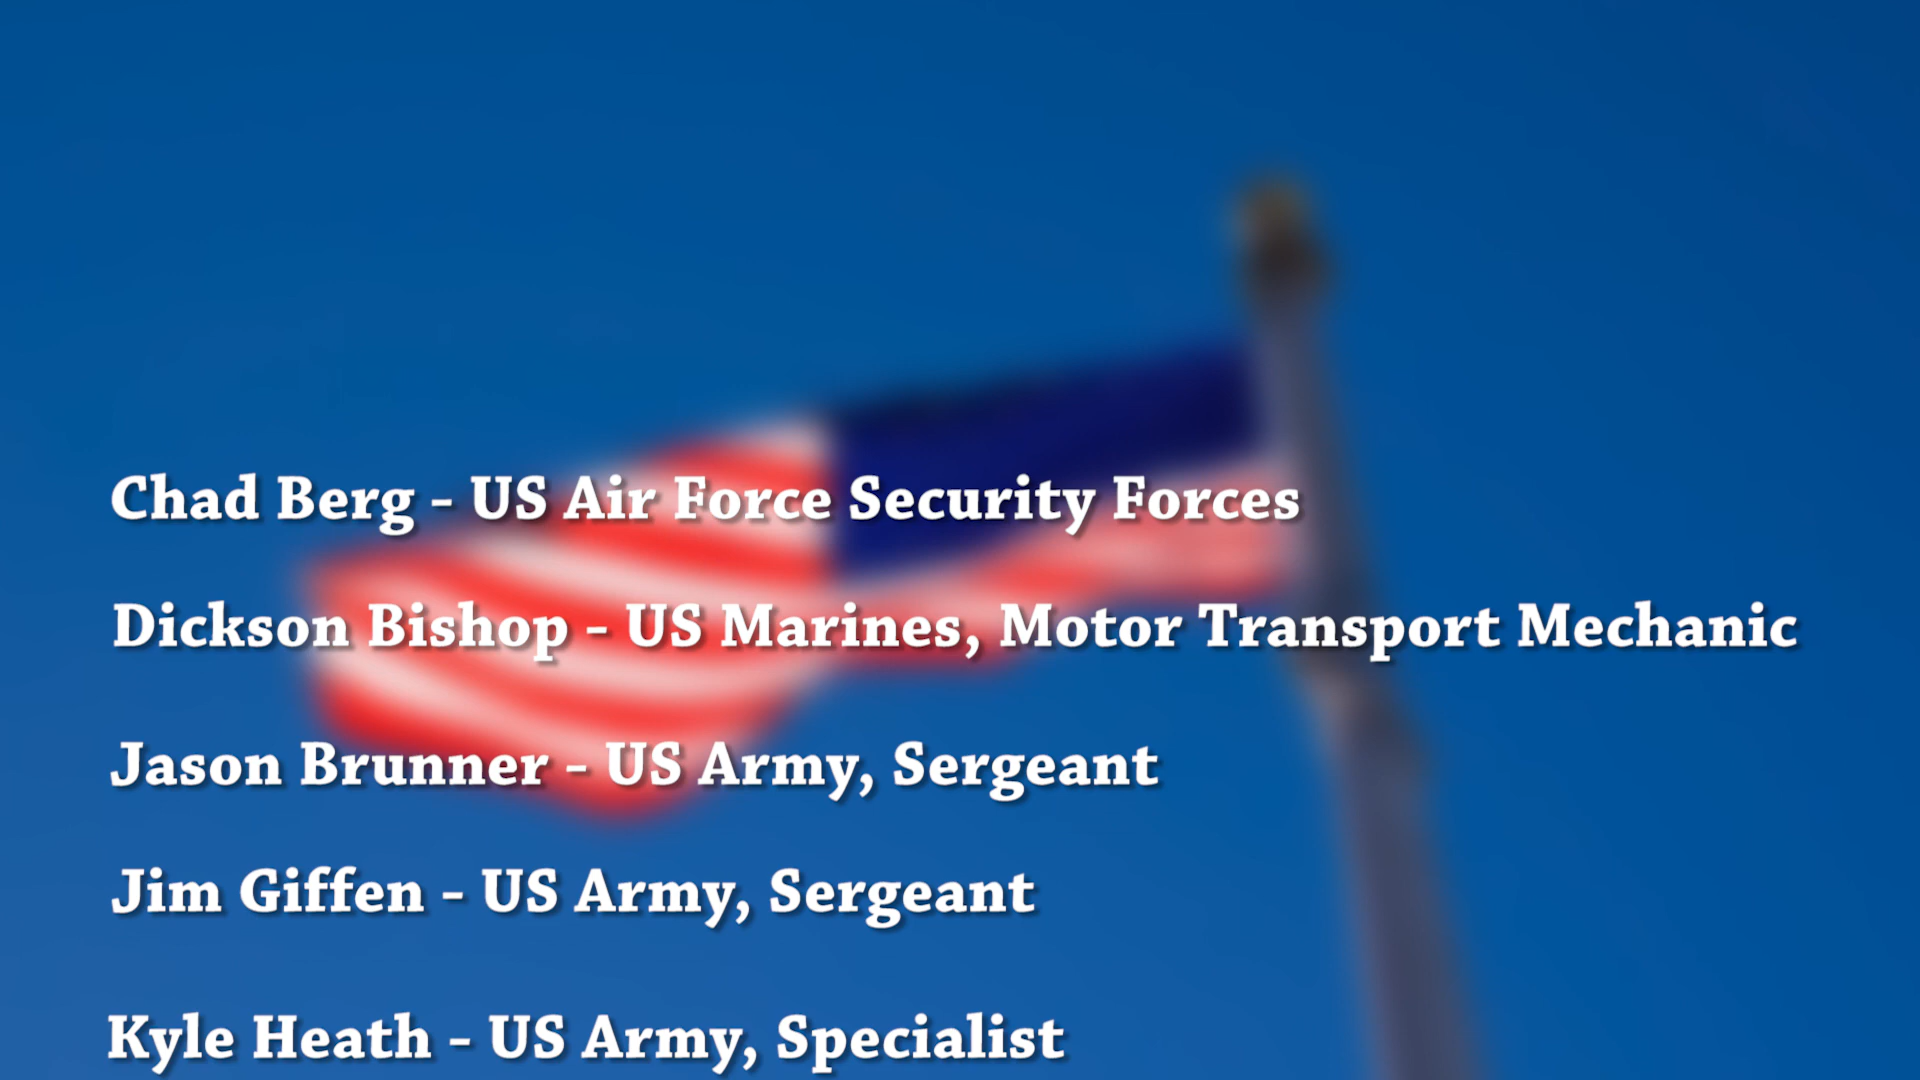 Chad Berg - US Air Force Security Forces
Dickson Bishop - US Marines, Motor Transport Mechanic
Jason Brunner - US Army, Sergeant
Jim Giffen - US Army, Sergeant
Kyle Heath - US Army, Specialist